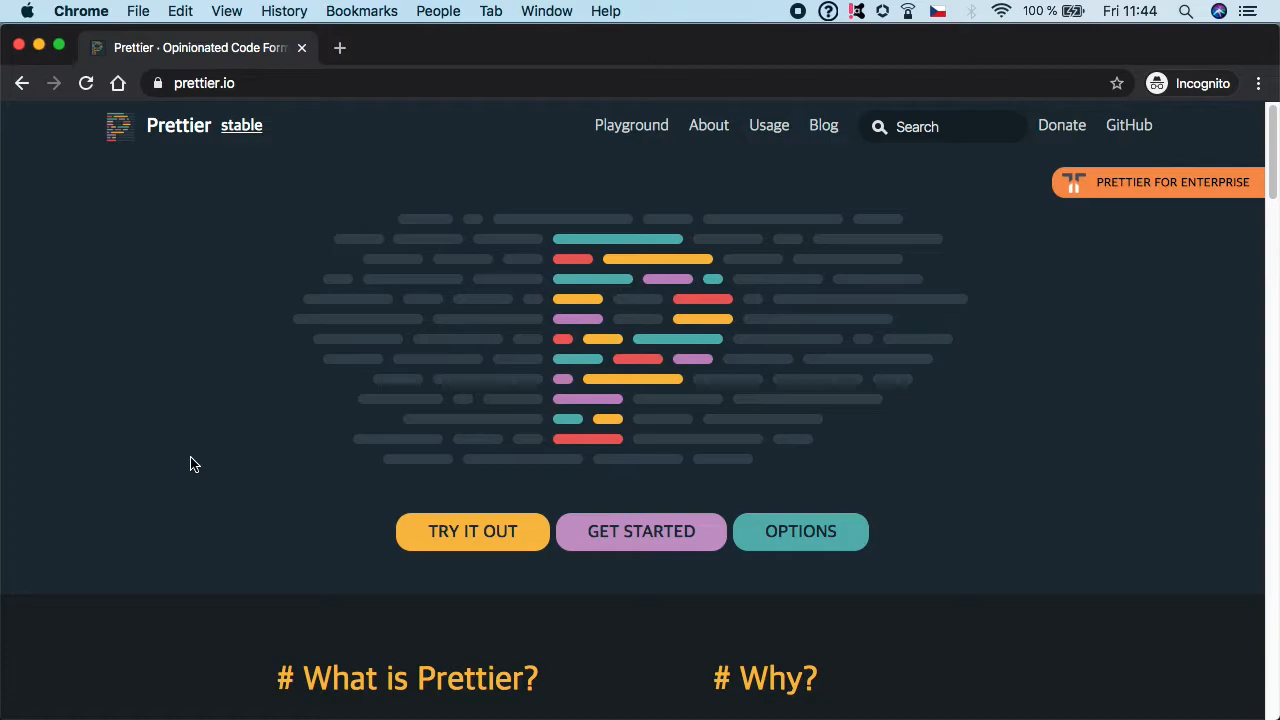 Chrome File Edit View History Bookmarks People Tab Window Help 100 % Fri 11:44
Prettier · Opinionated Code Form
prettier.io Incognito
Prettier stable Playground About Usage Blog Search Donate GitHub
PRETTIER FOR ENTERPRISE
TRY IT OUT GET STARTED OPTIONS
# What is Prettier? # Why?